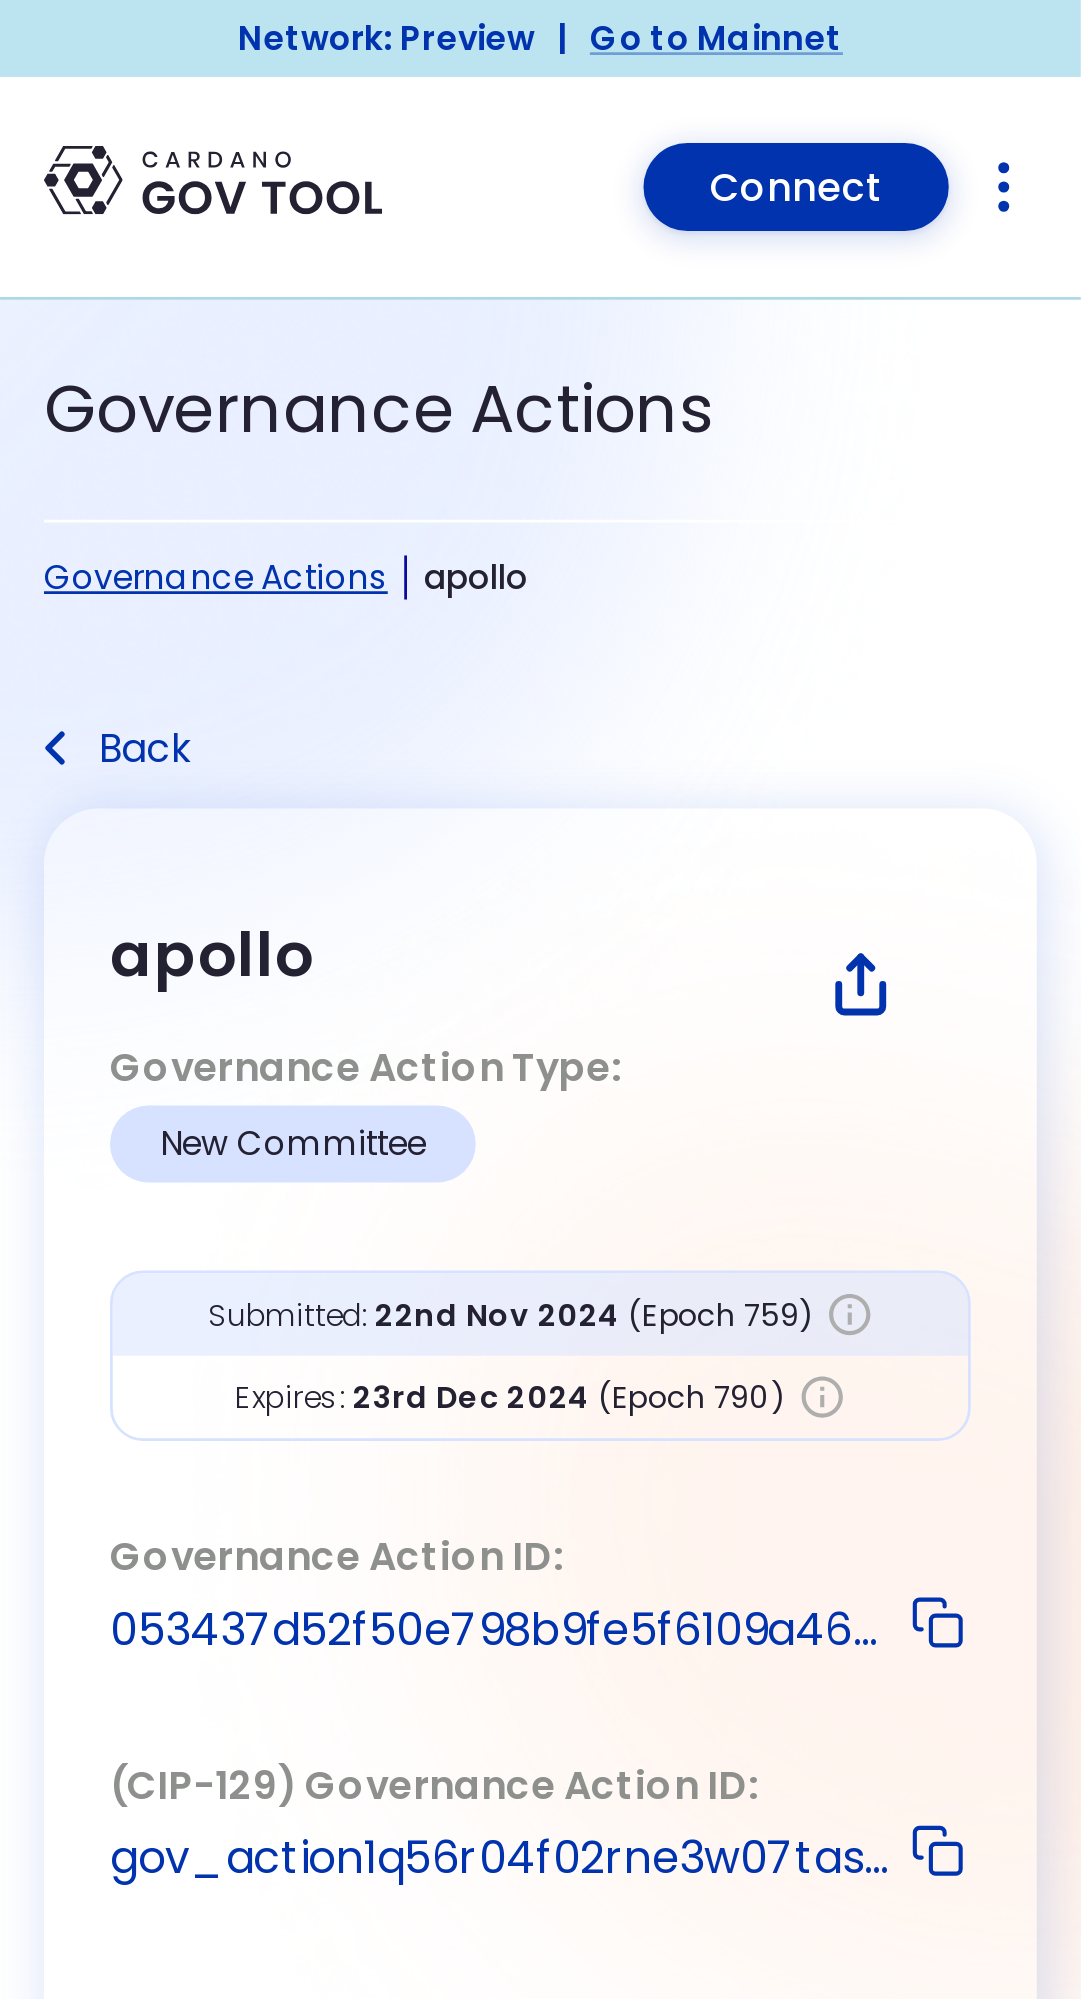 Network: Preview | Go to Mainnet
CARDANO
GOV TOOL
Connect
Governance Actions
Governance Actions | apollo
Back
apollo
Governance Action Type:
New Committee
Submitted: 22nd Nov 2024 (Epoch 759)
Expires: 23rd Dec 2024 (Epoch 790)
Governance Action ID:
053437d52f50e798b9fe5f6109a46...
(CIP-129) Governance Action ID:
gov_action1q56r04f02rne3w07tas...